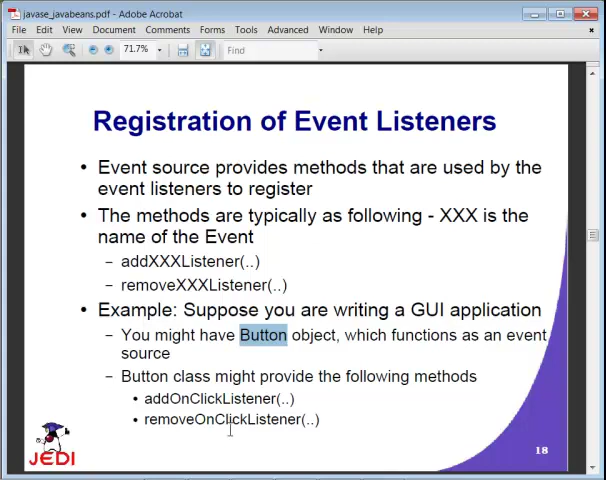 javase_javabeans.pdf - Adobe Acrobat
File Edit View Document Comments Forms Tools Advanced Window Help
71.7% Find
Registration of Event Listeners
• Event source provides methods that are used by the
event listeners to register
• The methods are typically as following - XXX is the
name of the Event
– addXXXListener(..)
– removeXXXListener(..)
• Example: Suppose you are writing a GUI application
– You might have Button object, which functions as an event
source
– Button class might provide the following methods
• addOnClickListener(..)
• removeOnClickListener(..)
JEDI
18